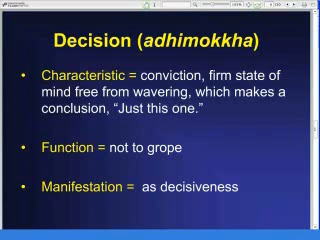 Decision (adhimokkha)
• Characteristic = conviction, firm state of
mind free from wavering, which makes a
conclusion, “Just this one.”
• Function = not to grope
• Manifestation = as decisiveness